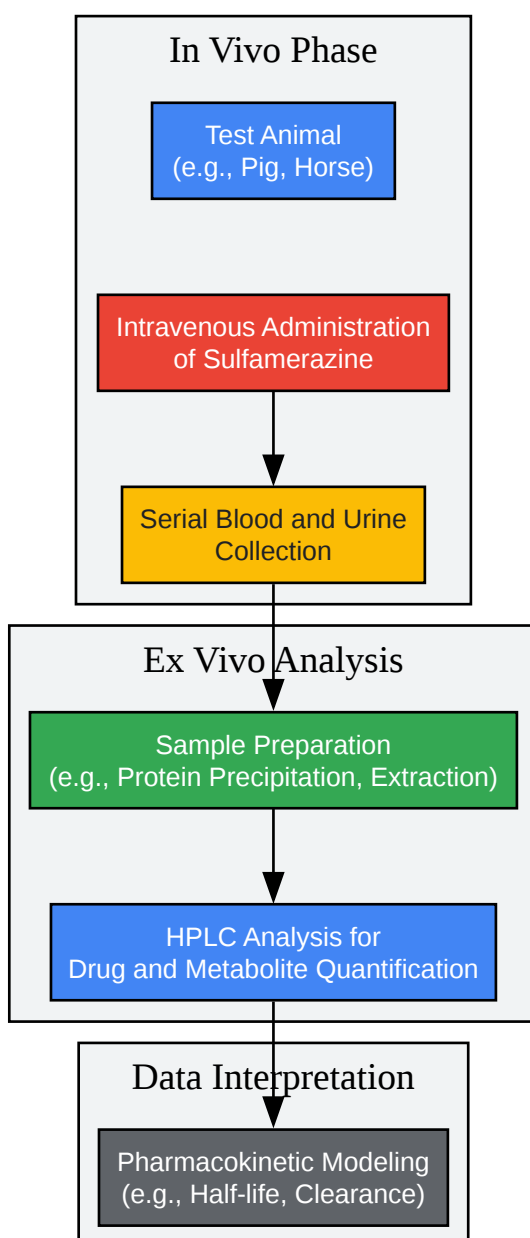 In Vivo Phase
Test Animal
(e.g., Pig, Horse)
Intravenous Administration
of Sulfamerazine
Serial Blood and Urine
Collection
Ex Vivo Analysis
Sample Preparation
(e.g., Protein Precipitation, Extraction)
HPLC Analysis for
Drug and Metabolite Quantification
Data Interpretation
Pharmacokinetic Modeling
(e.g., Half-life, Clearance)